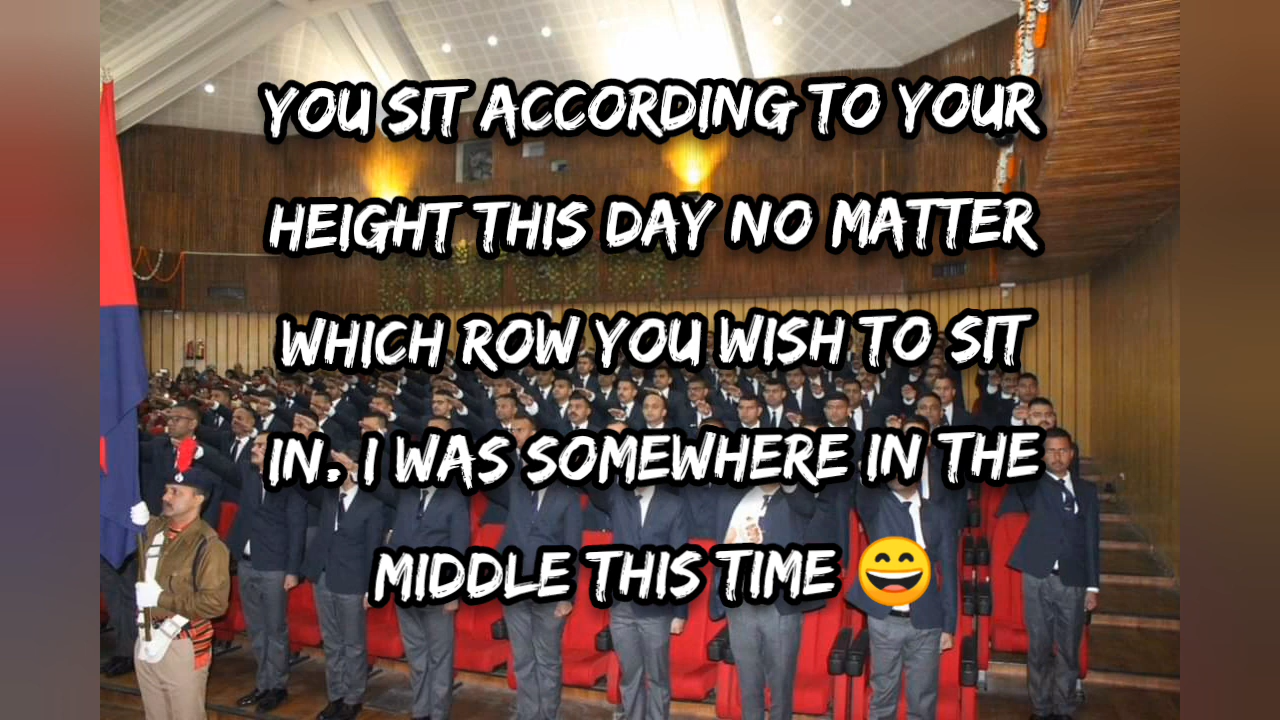 YOU SIT ACCORDING TO YOUR
HEIGHT THIS DAY NO MATTER
WHICH ROW YOU WISH TO SIT
IN. I WAS SOMEWHERE IN THE
MIDDLE THIS TIME 😄